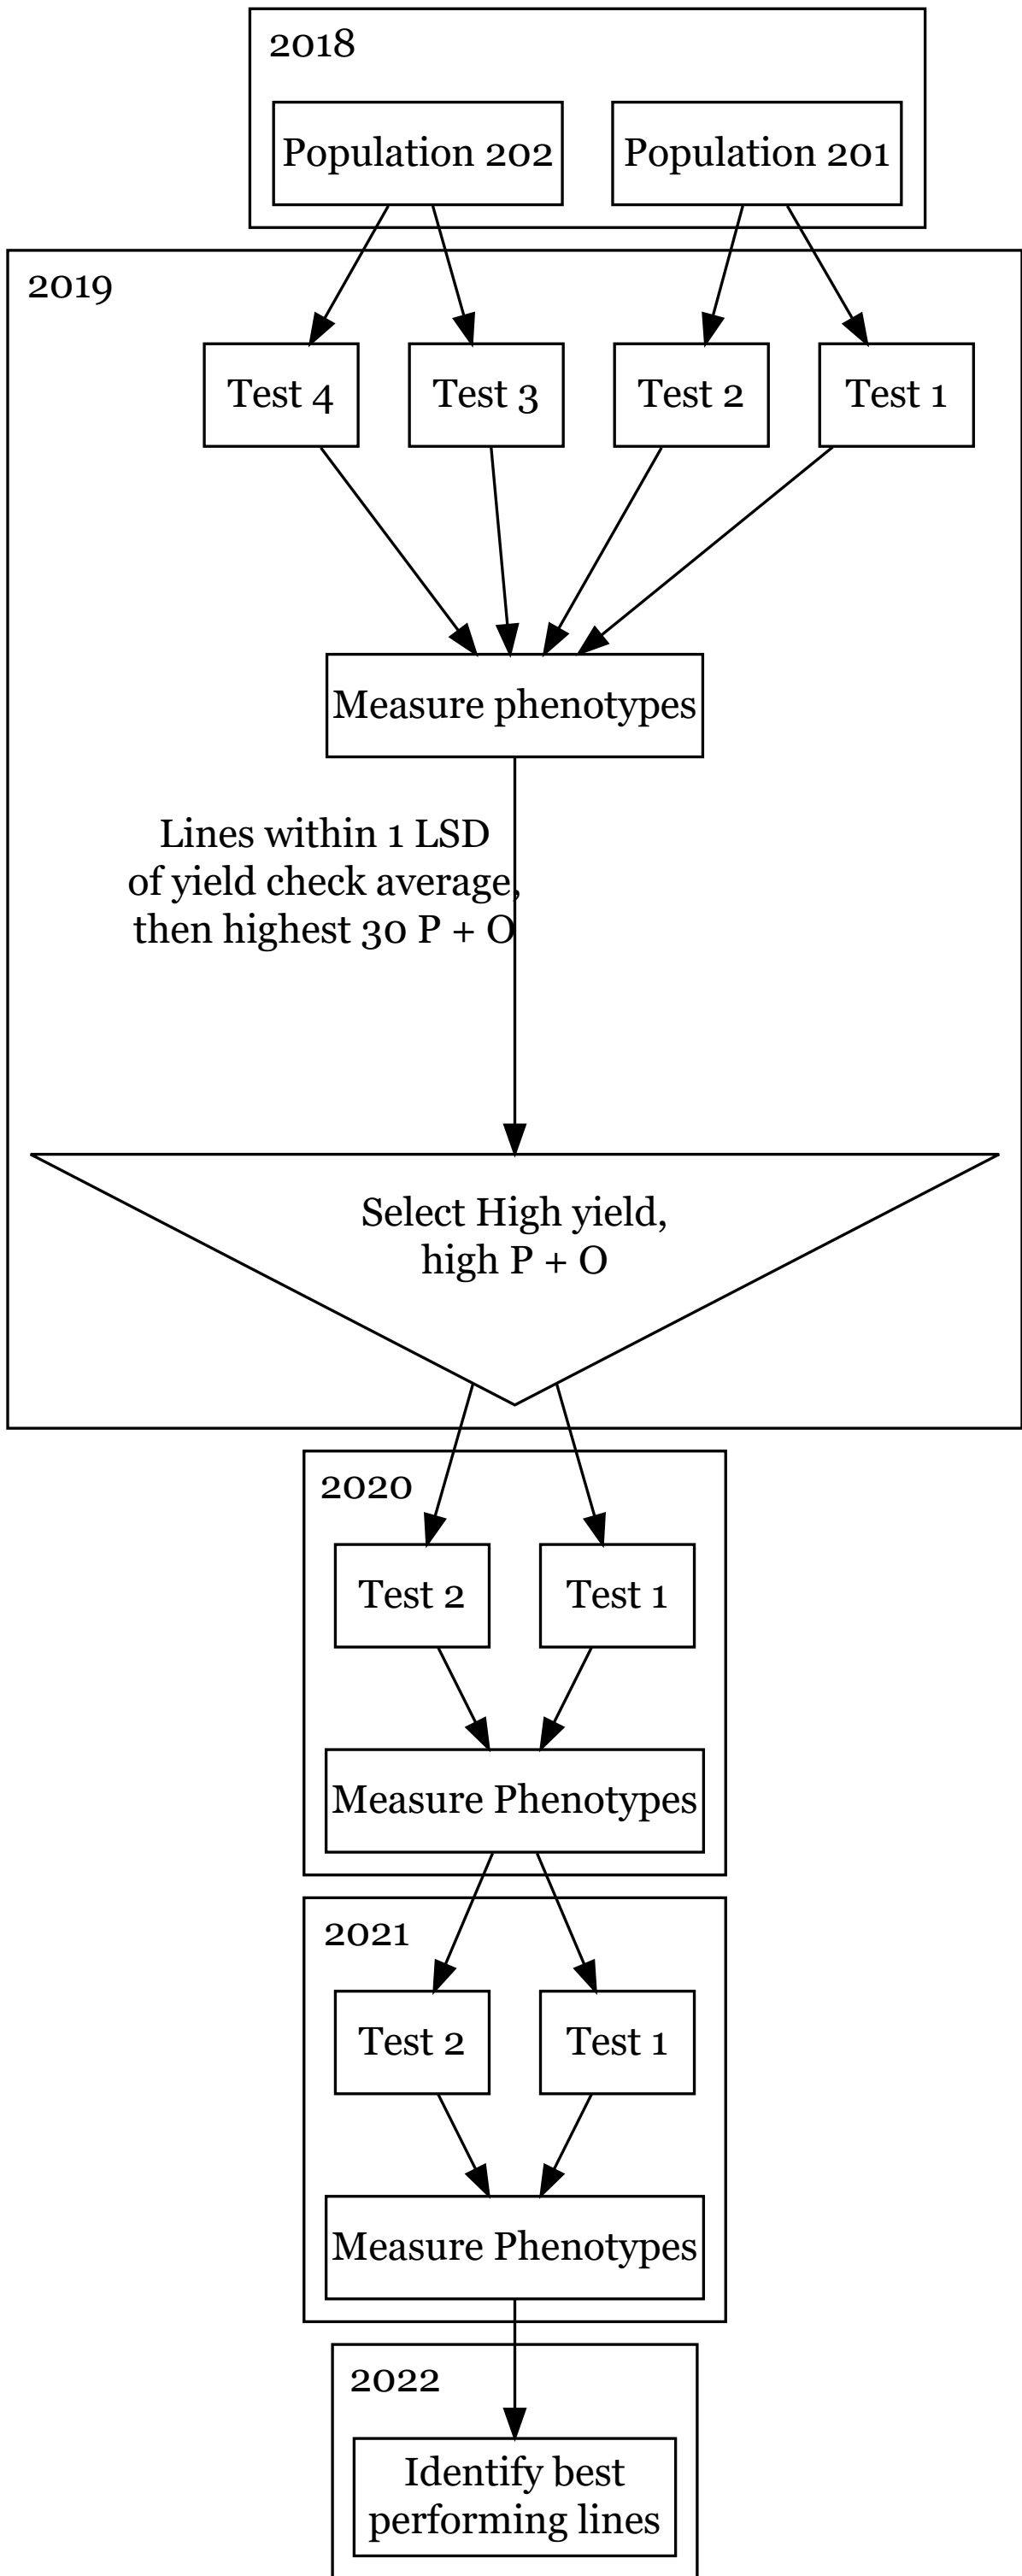 2018
Population 202
Population 201
2019
Test 4
Test 3
Test 2
Test 1
Measure phenotypes
Lines within 1 LSD
of yield check average,
then highest 30 P + O
Select High yield,
high P + O
2020
Test 2
Test 1
Measure Phenotypes
2021
Test 2
Test 1
Measure Phenotypes
2022
Identify best
performing lines